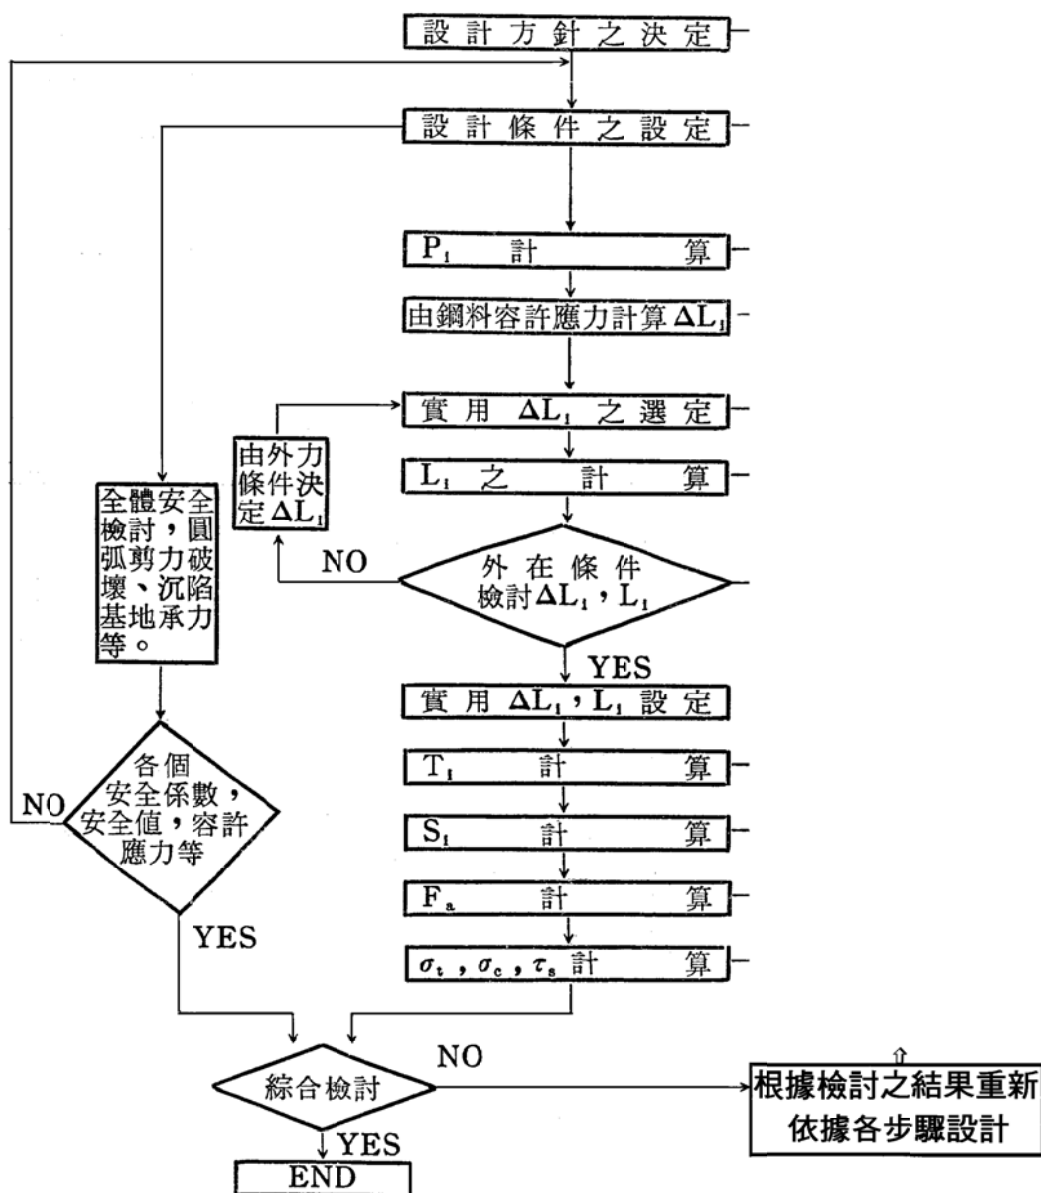 設計方針之決定
設計條件之設定
P₁ 計算
由鋼料容許應力計算ΔL₁
實用 ΔL₁ 之選定
由外力
條件決
定ΔL₁
L₁ 之計算
全體安全
檢討，圓
弧剪力破
壞、沉陷
基地承力
等。
NO
外在條件
檢討ΔL₁，L₁
YES
實用 ΔL₁，L₁ 設定
各個
安全係數，
安全值，容許
應力等
NO
T₁ 計算
S₁ 計算
Fₐ 計算
YES
σₜ , σ_c , τₛ 計算
綜合檢討
NO
根據檢討之結果重新
依據各步驟設計
YES
END